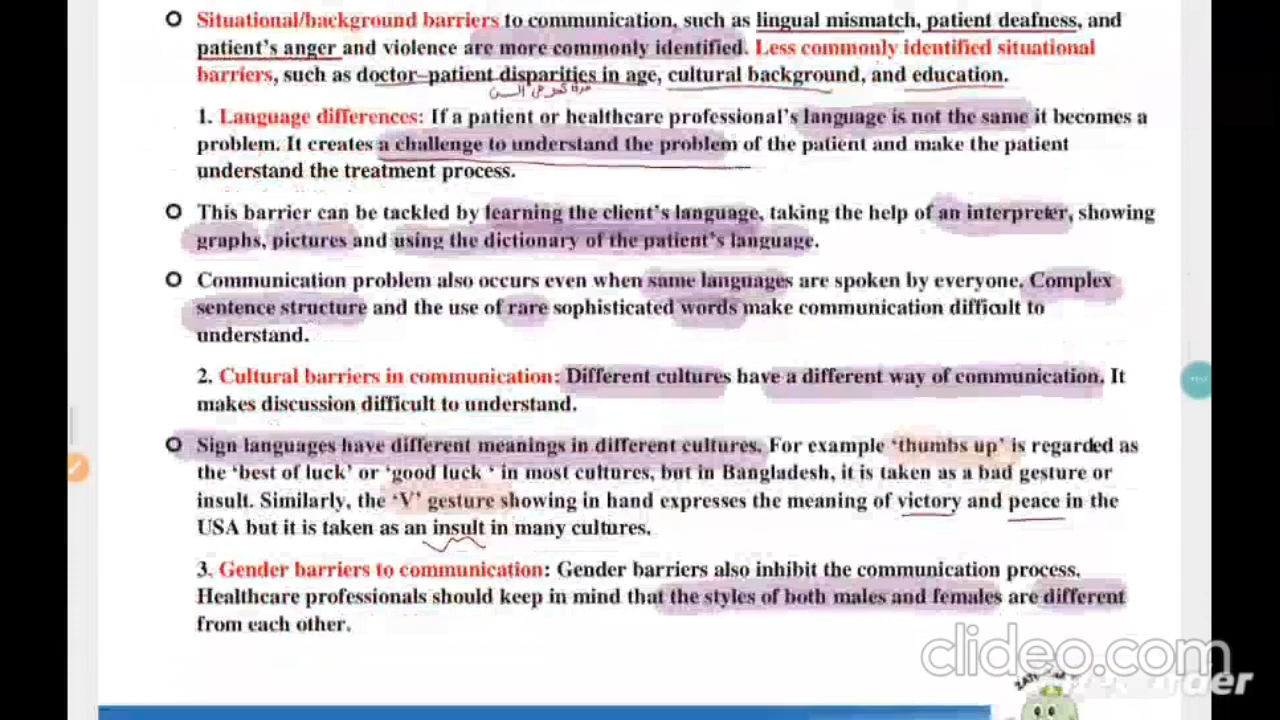 Situational/background barriers to communication, such as lingual mismatch, patient deafness, and
patient's anger and violence are more commonly identified. Less commonly identified situational
barriers, such as doctor–patient disparities in age, cultural background, and education.
1. Language differences: If a patient or healthcare professional's language is not the same it becomes a
problem. It creates a challenge to understand the problem of the patient and make the patient
understand the treatment process.
This barrier can be tackled by learning the client's language, taking the help of an interpreter, showing
graphs, pictures and using the dictionary of the patient's language.
Communication problem also occurs even when same languages are spoken by everyone. Complex
sentence structure and the use of rare sophisticated words make communication difficult to
understand.
2. Cultural barriers in communication: Different cultures have a different way of communication. It
makes discussion difficult to understand.
Sign languages have different meanings in different cultures. For example 'thumbs up' is regarded as
the 'best of luck' or 'good luck ' in most cultures, but in Bangladesh, it is taken as a bad gesture or
insult. Similarly, the 'V' gesture showing in hand expresses the meaning of victory and peace in the
USA but it is taken as an insult in many cultures.
3. Gender barriers to communication: Gender barriers also inhibit the communication process.
Healthcare professionals should keep in mind that the styles of both males and females are different
from each other.
clideo.com